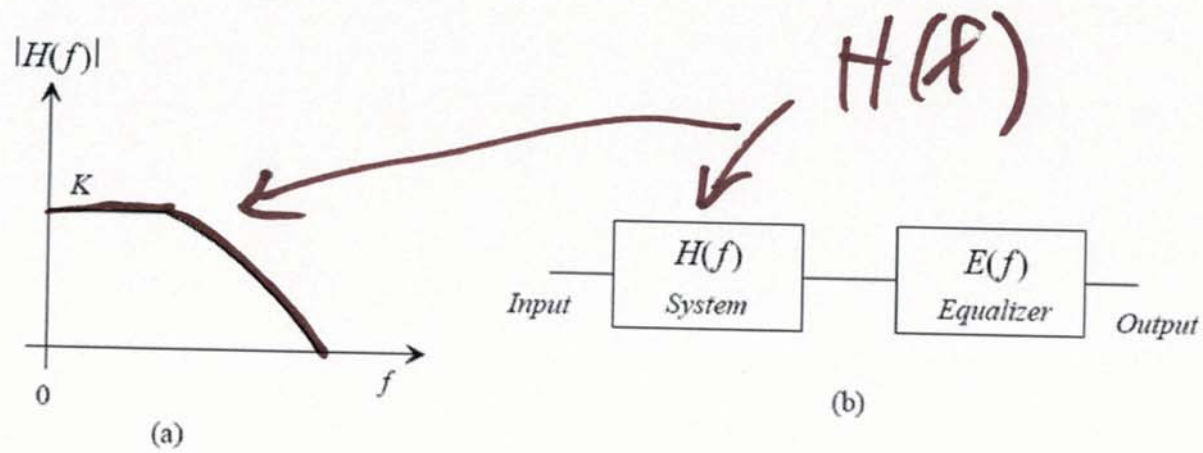 |H(f)|
K
0
f
(a)
H(f)
H(f)
System
E(f)
Equalizer
Input
Output
(b)